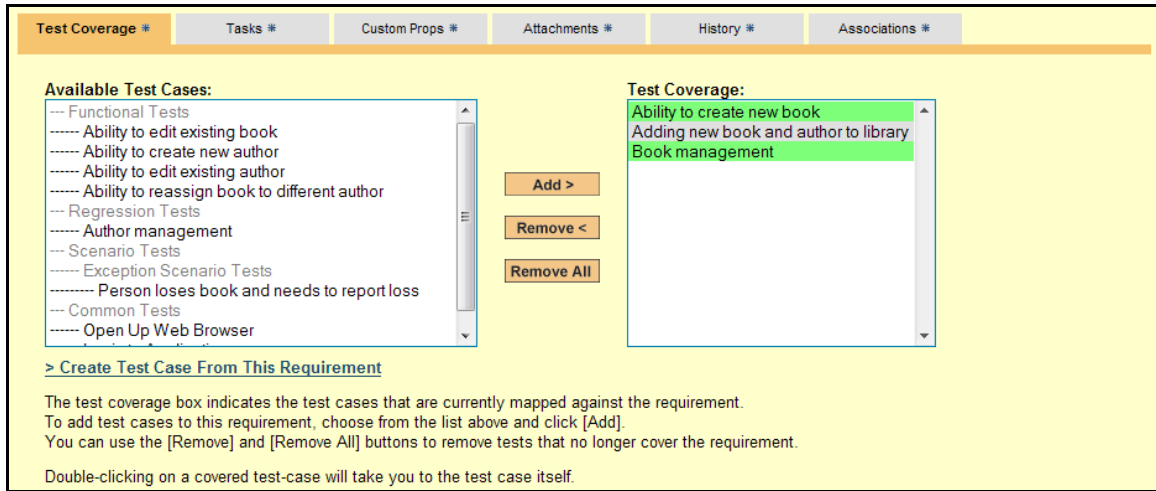 Test Coverage * Tasks * Custom Props * Attachments * History * Associations *
Available Test Cases:
--- Functional Tests
------ Ability to edit existing book
------ Ability to create new author
------ Ability to edit existing author
------ Ability to reassign book to different author
--- Regression Tests
------ Author management
--- Scenario Tests
------ Exception Scenario Tests
--------- Person loses book and needs to report loss
--- Common Tests
------ Open Up Web Browser
Add >
Remove <
Remove All
Test Coverage:
Ability to create new book
Adding new book and author to library
Book management
> Create Test Case From This Requirement
The test coverage box indicates the test cases that are currently mapped against the requirement.
To add test cases to this requirement, choose from the list above and click [Add].
You can use the [Remove] and [Remove All] buttons to remove tests that no longer cover the requirement.
Double-clicking on a covered test-case will take you to the test case itself.